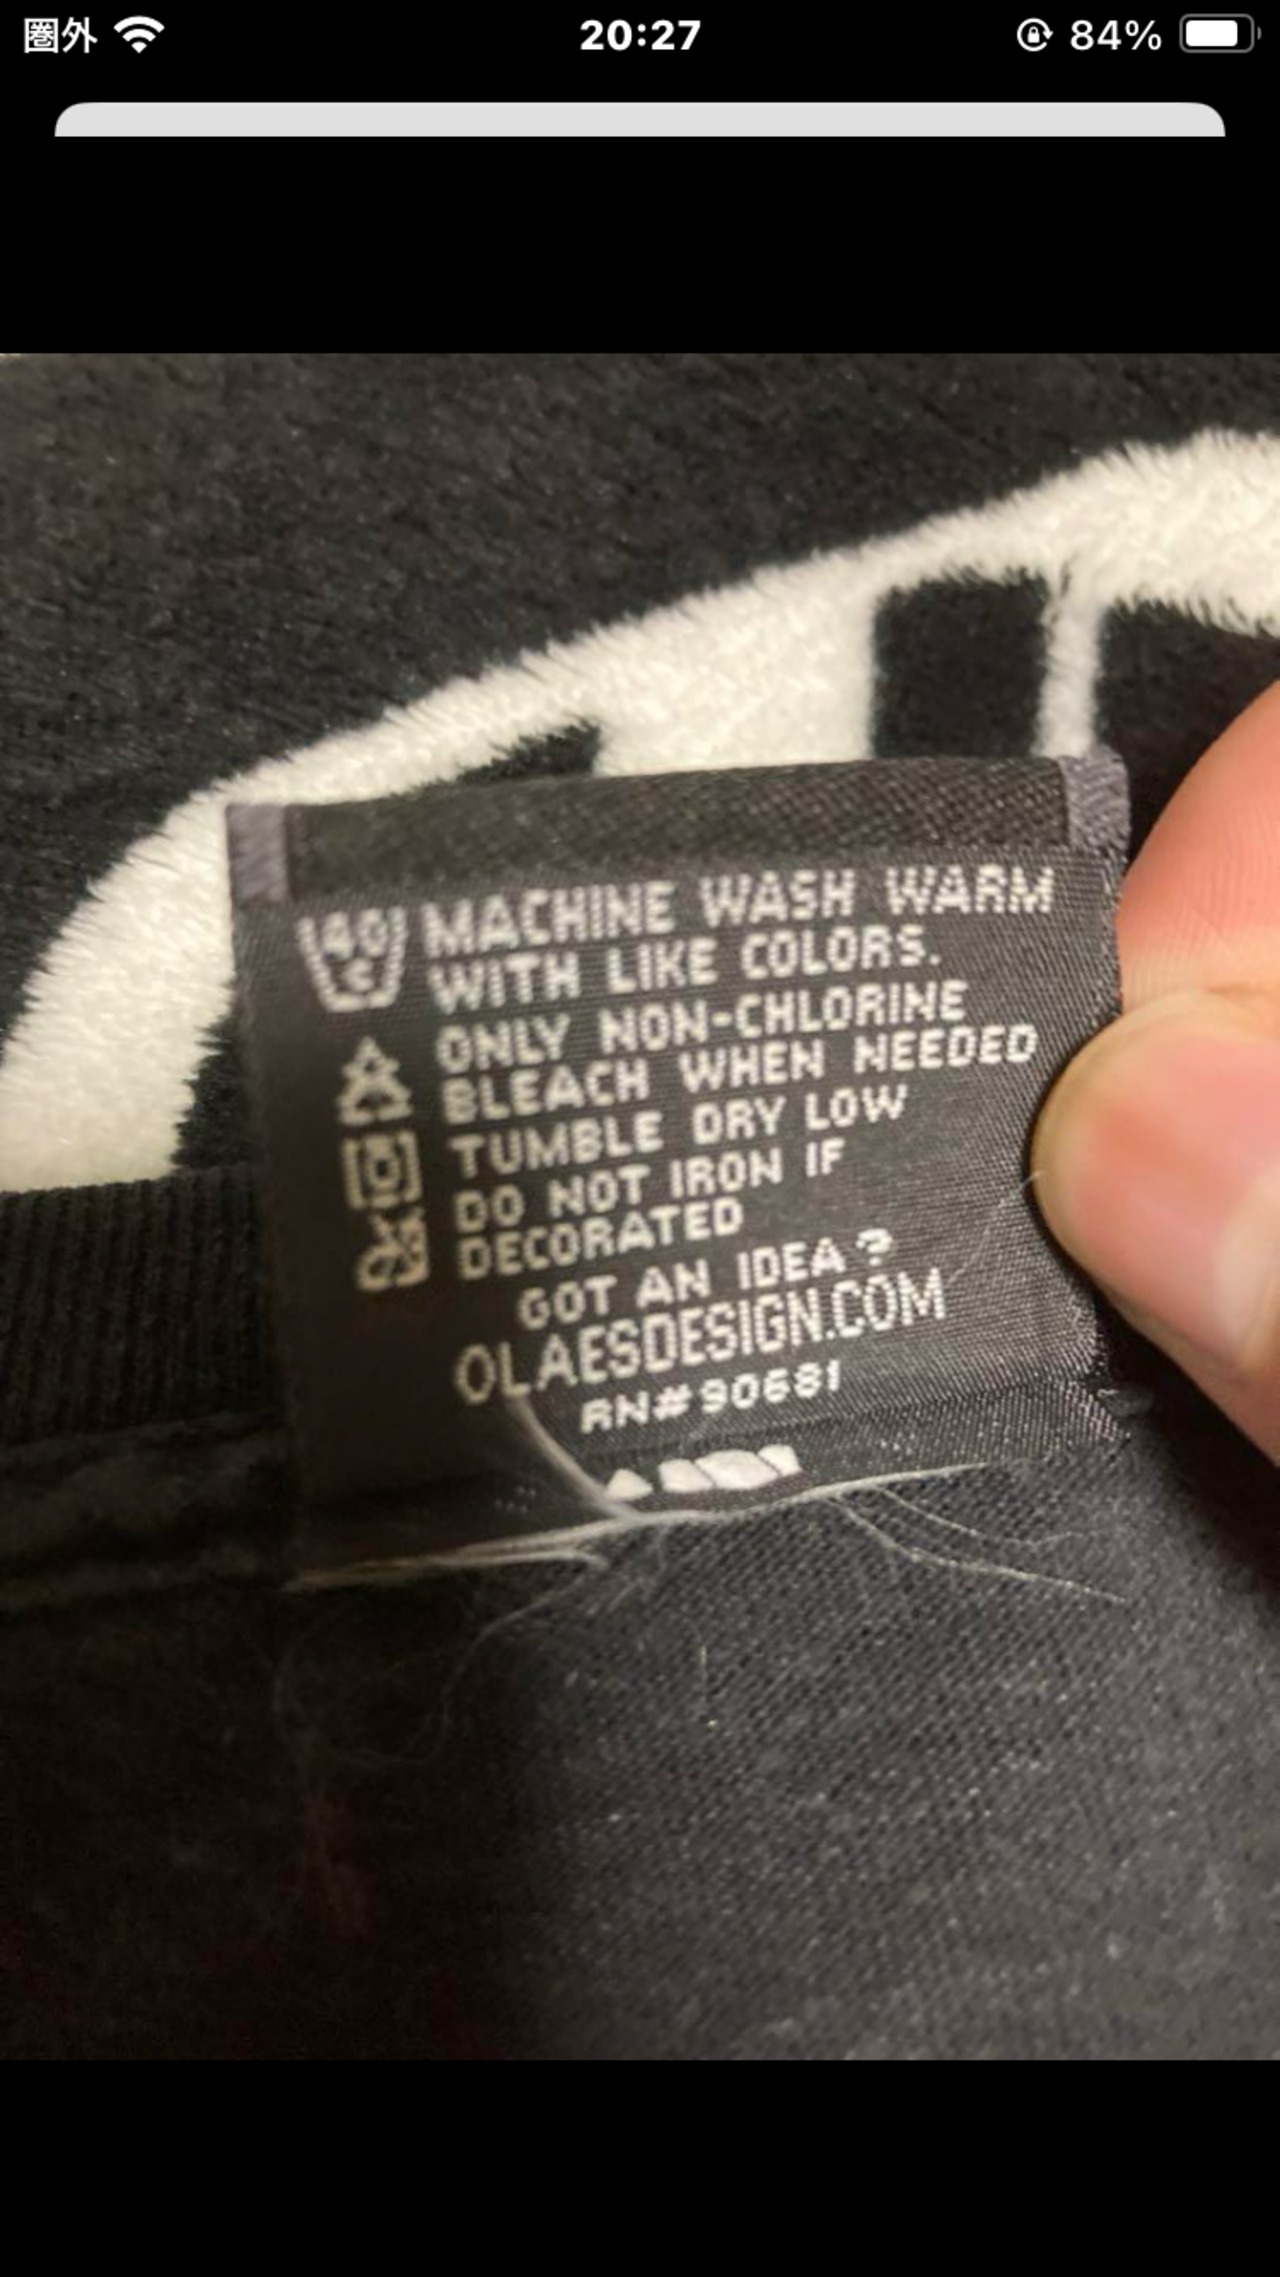 圏外 20:27 84%
40
C
MACHINE WASH WARM
WITH LIKE COLORS.
ONLY NON-CHLORINE
BLEACH WHEN NEEDED
TUMBLE DRY LOW
DO NOT IRON IF
DECORATED
GOT AN IDEA?
OLAESDESIGN.COM
RN#90681